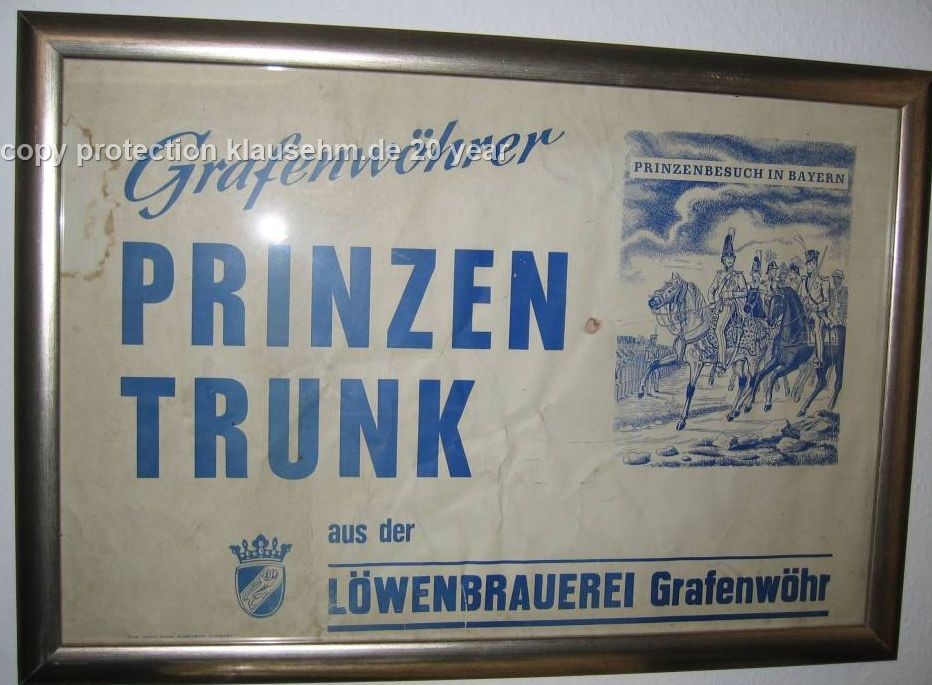 copy protection klausehm.de 20 year
Grafenwöhrer
PRINZEN
TRUNK
PRINZENBESUCH IN BAYERN
aus der
LÖWENBRAUEREI Grafenwöhr